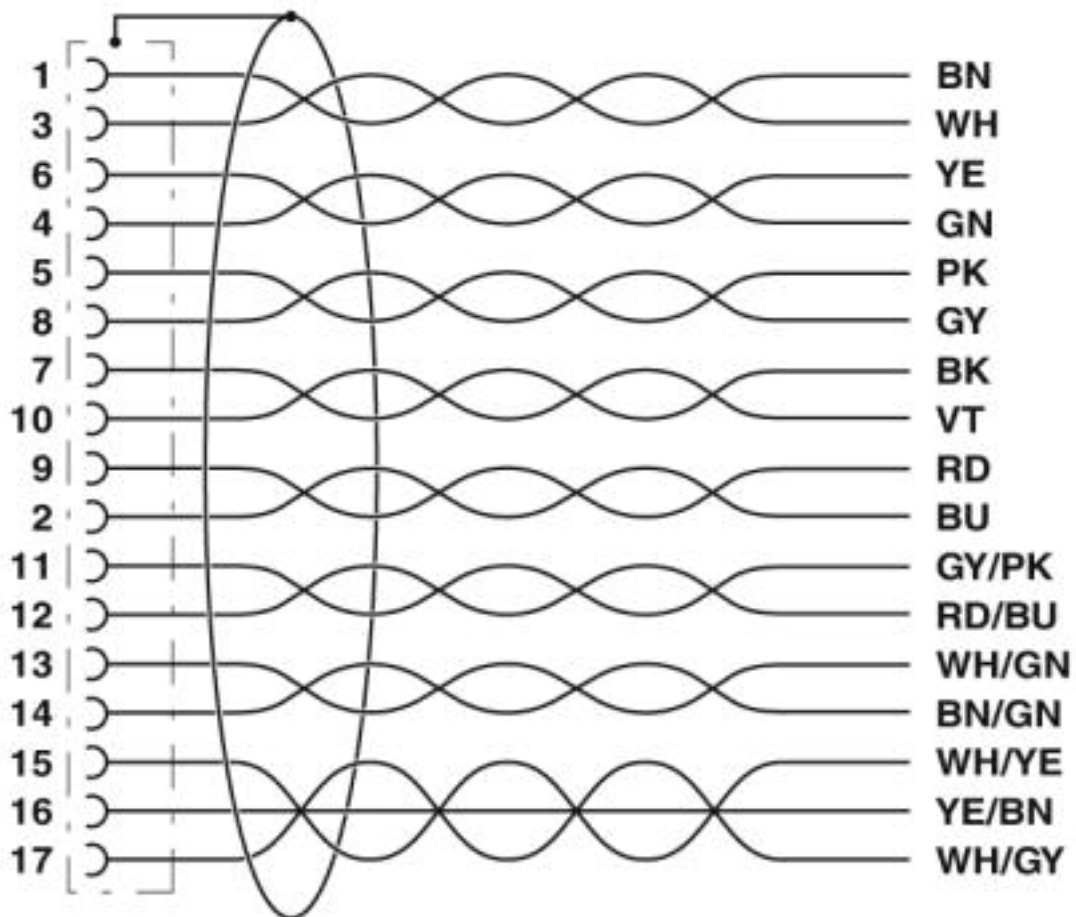 1 BN
3 WH
6 YE
4 GN
5 PK
8 GY
7 BK
10 VT
9 RD
2 BU
11 GY/PK
12 RD/BU
13 WH/GN
14 BN/GN
15 WH/YE
16 YE/BN
17 WH/GY